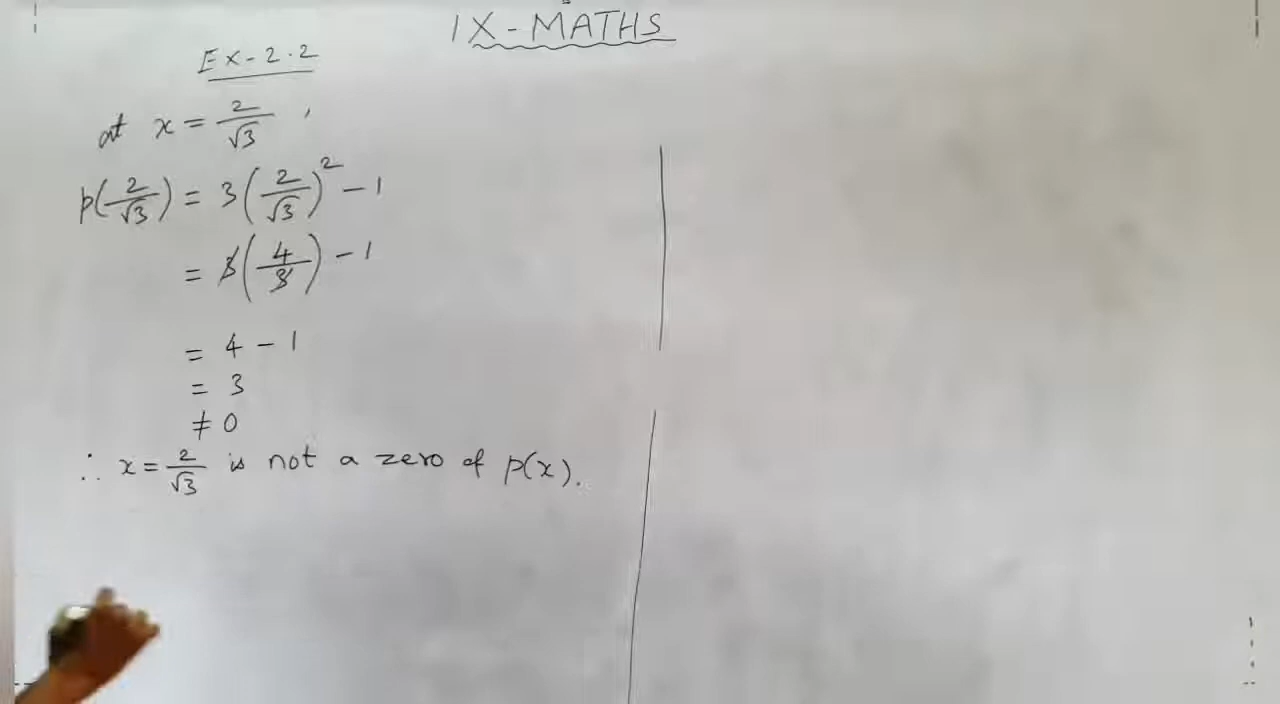 IX-MATHS
Ex-2.2
at x = 2/√3 ,
p(2/√3) = 3(2/√3)² - 1
= 3(4/3) - 1
= 4 - 1
= 3
≠ 0
∴ x = 2/√3 is not a zero of p(x).